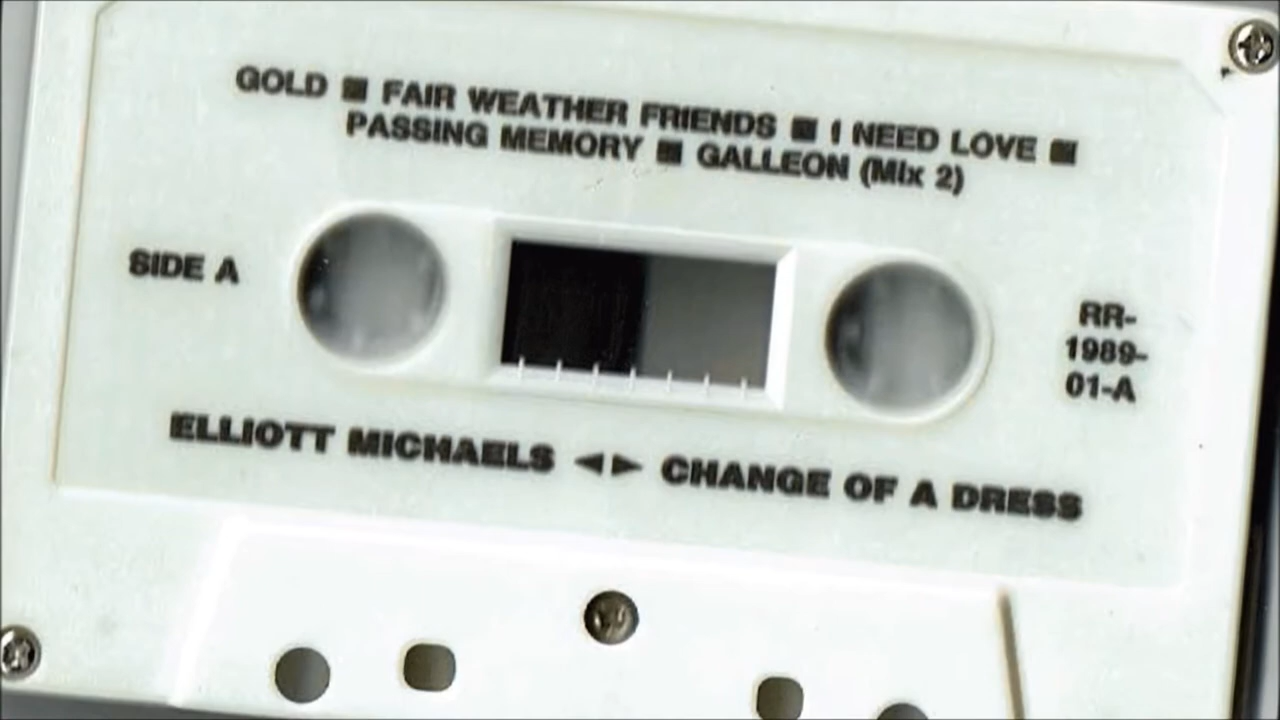 GOLD ■ FAIR WEATHER FRIENDS ■ I NEED LOVE ■
PASSING MEMORY ■ GALLEON (Mix 2)
SIDE A
RR-
1989-
01-A
ELLIOTT MICHAELS ◀▶ CHANGE OF A DRESS